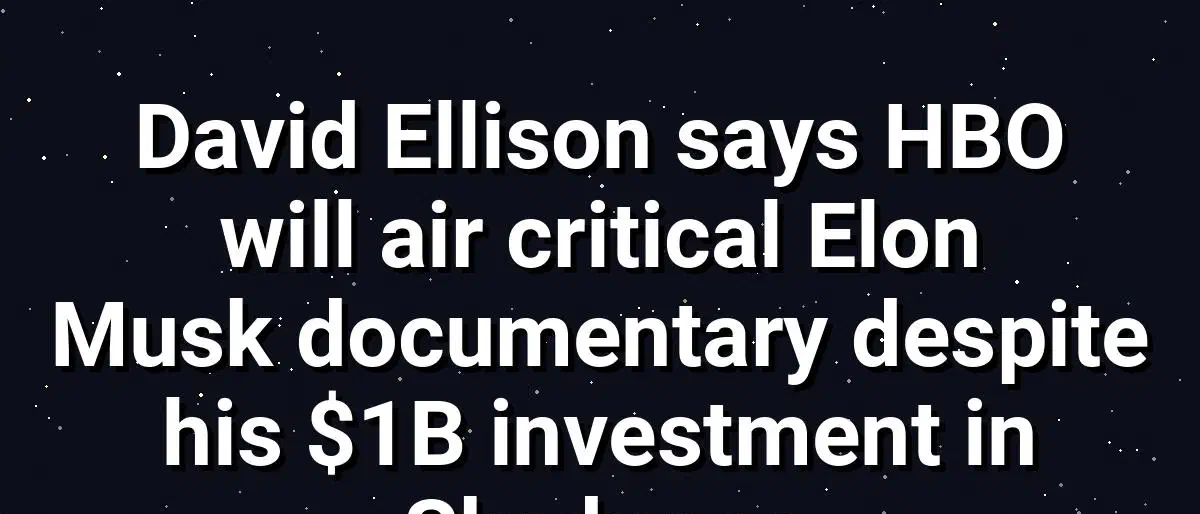 David Ellison says HBO
will air critical Elon
Musk documentary despite
his $1B investment in